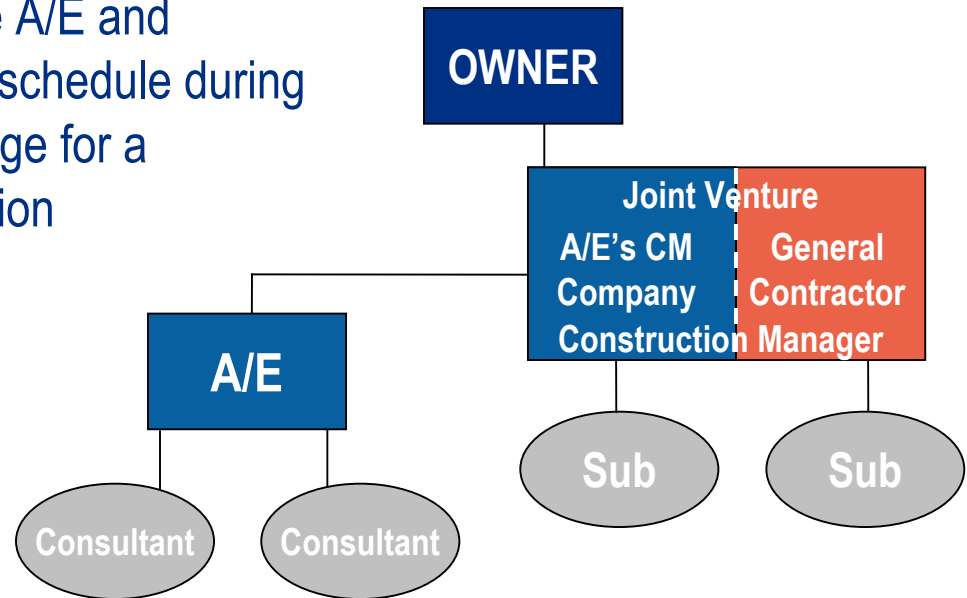 A/E and
schedule during
ge for a
ion
OWNER
Joint Venture
A/E's CM
Company
General
Contractor
Construction Manager
A/E
Sub
Sub
Consultant
Consultant